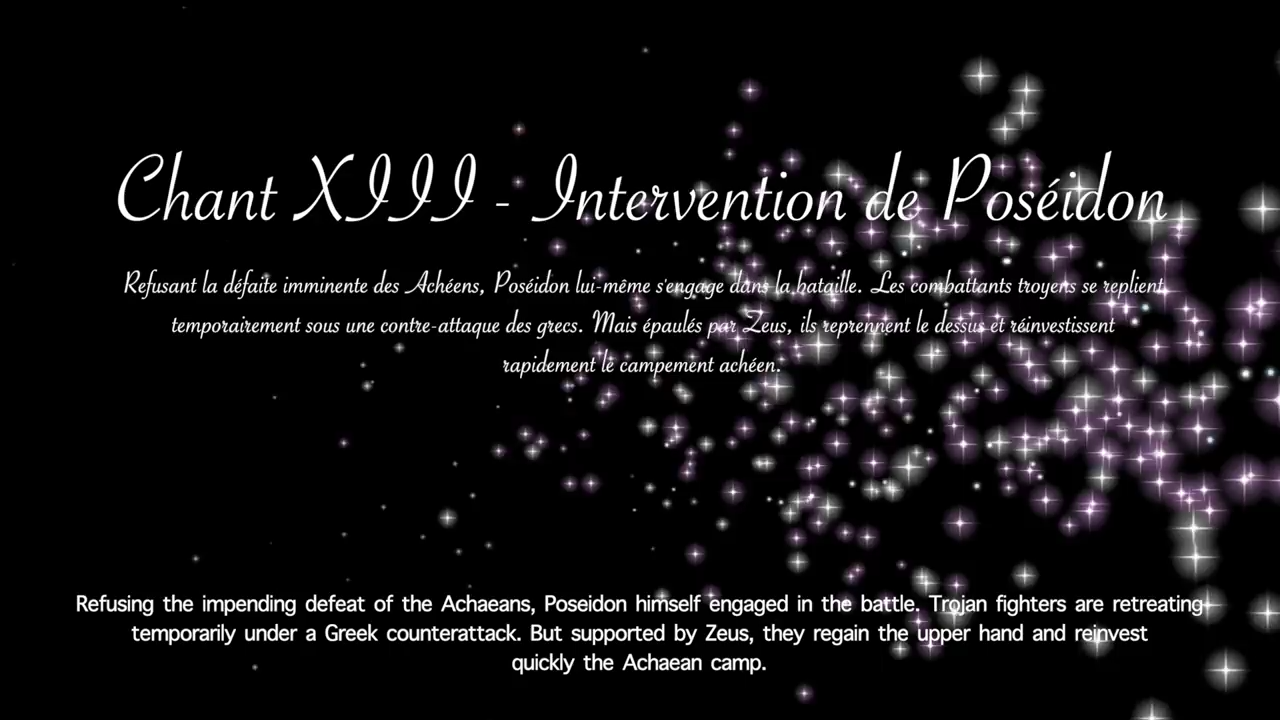 Chant XIII - Intervention de Poséidon
Refusant la défaite imminente des Achéens, Poséidon lui-même s'engage dans la bataille. Les combattants troyens se replient
temporairement sous une contre-attaque des grecs. Mais épaulés par Zeus, ils reprennent le dessus et réinvestissent
rapidement le campement achéen.
Refusing the impending defeat of the Achaeans, Poseidon himself engaged in the battle. Trojan fighters are retreating
temporarily under a Greek counterattack. But supported by Zeus, they regain the upper hand and reinvest
quickly the Achaean camp.